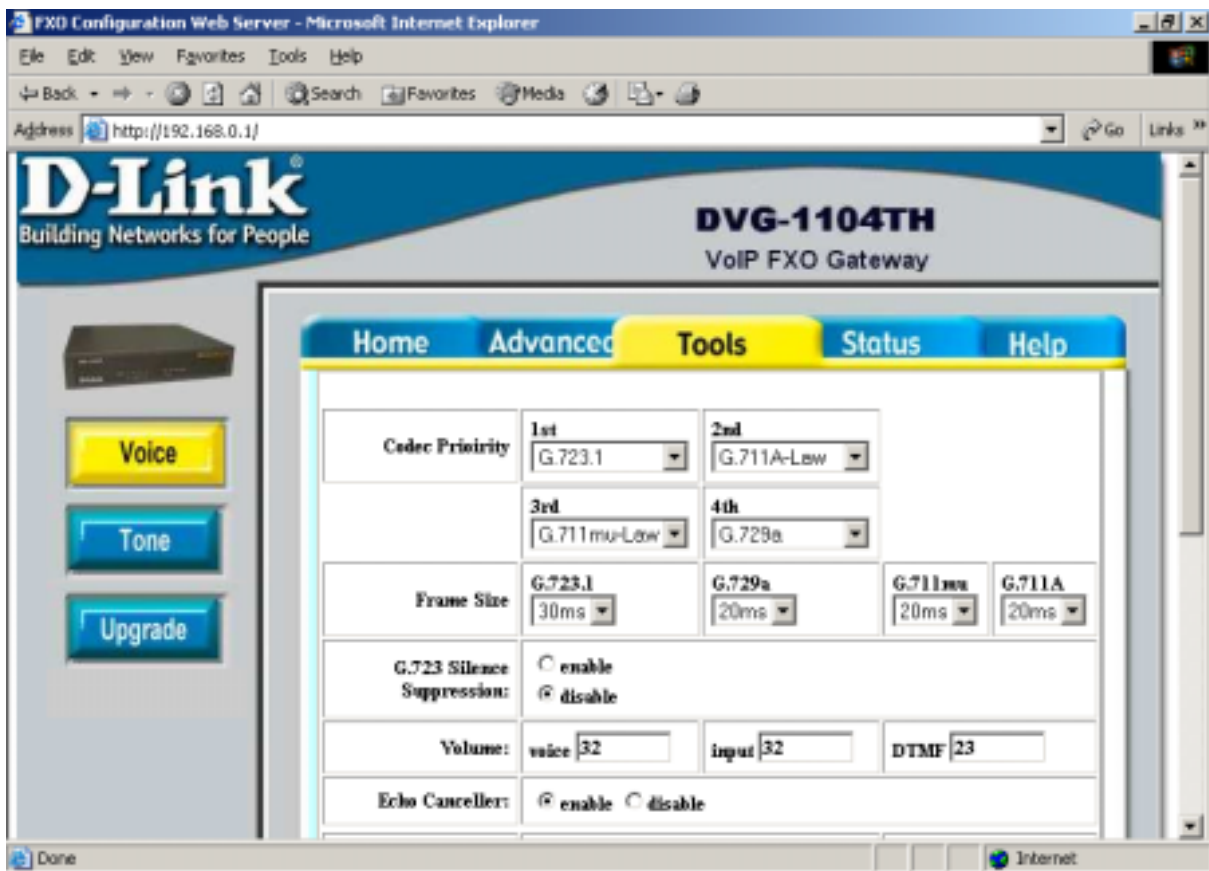 FXO Configuration Web Server - Microsoft Internet Explorer
File Edit View Favorites Tools Help
Back Search Favorites Media
Address http://192.168.0.1/ Go Links »
D-Link®
Building Networks for People
DVG-1104TH
VoIP FXO Gateway
Home Advanced Tools Status Help
Voice
Tone
Upgrade
Codec Prioirity
1st 2nd
G.723.1 G.711A-Law
3rd 4th
G.711mu-Law G.729a
Frame Size
G.723.1 G.729a G.711mu G.711A
30ms 20ms 20ms 20ms
G.723 Silence
Suppression:
enable
disable
Volume: voice 32 input 32 DTMF 23
Echo Canceller: enable disable
Done Internet